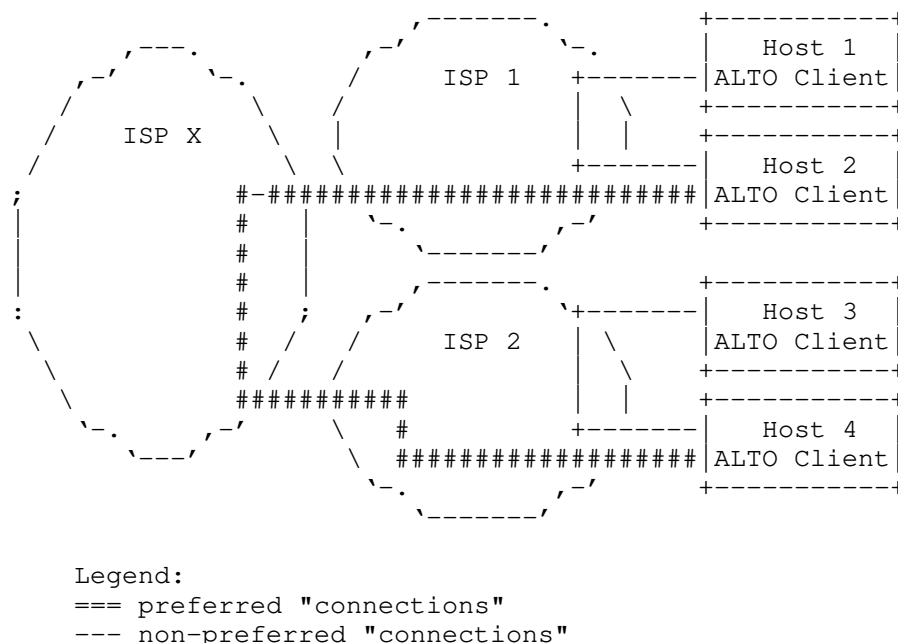 Host 1
ISP 1
ALTO Client
ISP X
Host 2
ALTO Client
Host 3
ISP 2
ALTO Client
Host 4
ALTO Client
Legend:
=== preferred "connections"
--- non-preferred "connections"